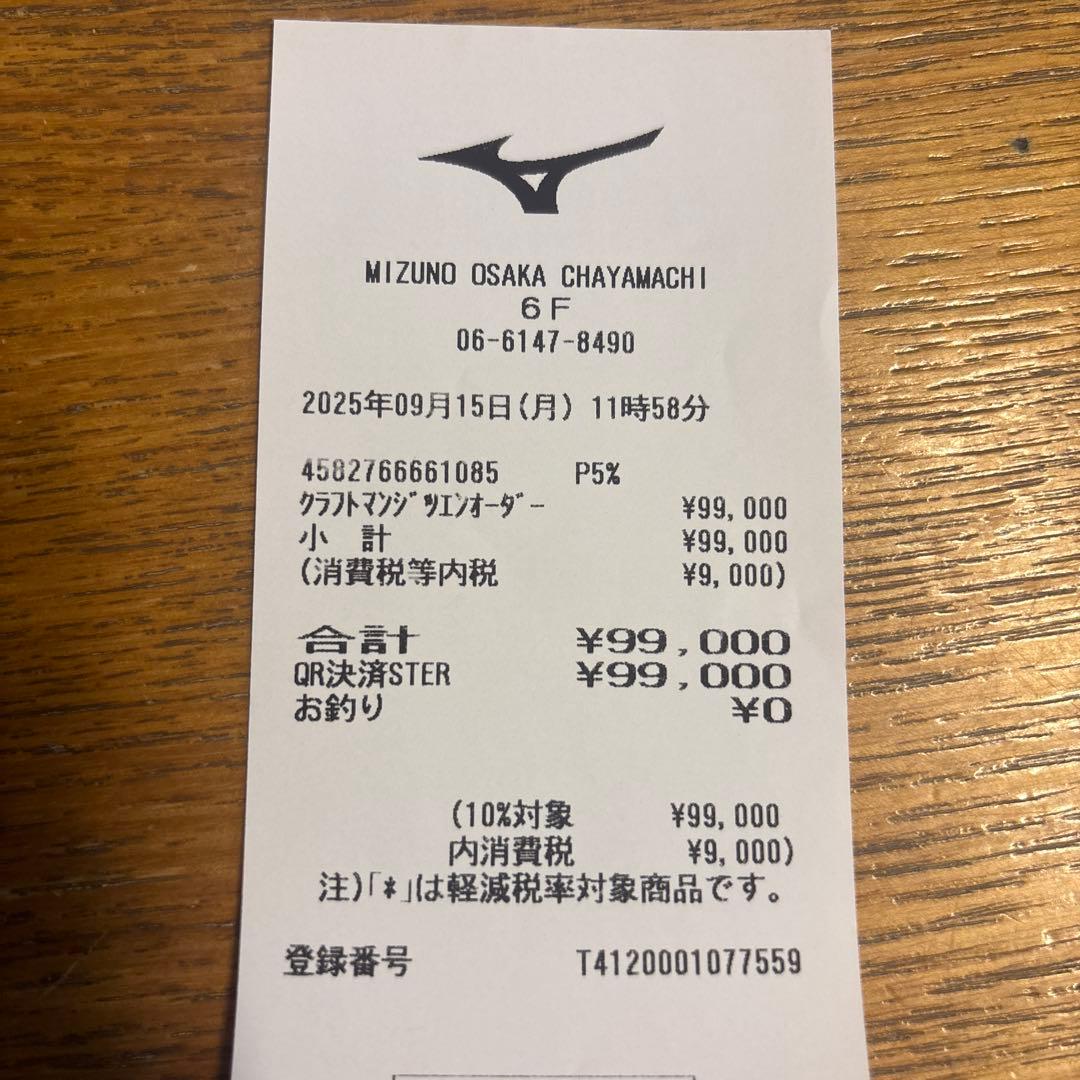 MIZUNO OSAKA CHAYAMACHI
6F
06-6147-8490
2025年09月15日(月) 11時58分
4582766661085 P5%
ｸﾗﾌﾄﾏﾝｼﾞﾂｴﾝｵｰﾀﾞｰ ¥99,000
小 計 ¥99,000
(消費税等内税 ¥9,000)
合計 ¥99,000
QR決済STER ¥99,000
お釣り ¥0
(10%対象 ¥99,000
内消費税 ¥9,000)
注)｢*｣は軽減税率対象商品です。
登録番号 T4120001077559